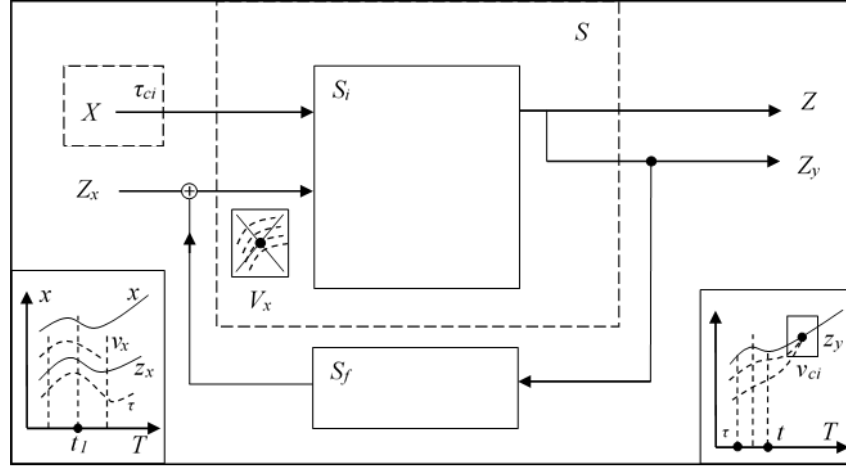 S
X
τci
Si
Z
Zx
Zy
Vx
Sf
x
x
vx
zx
τ
t1
T
zy
vci
τ
t
T